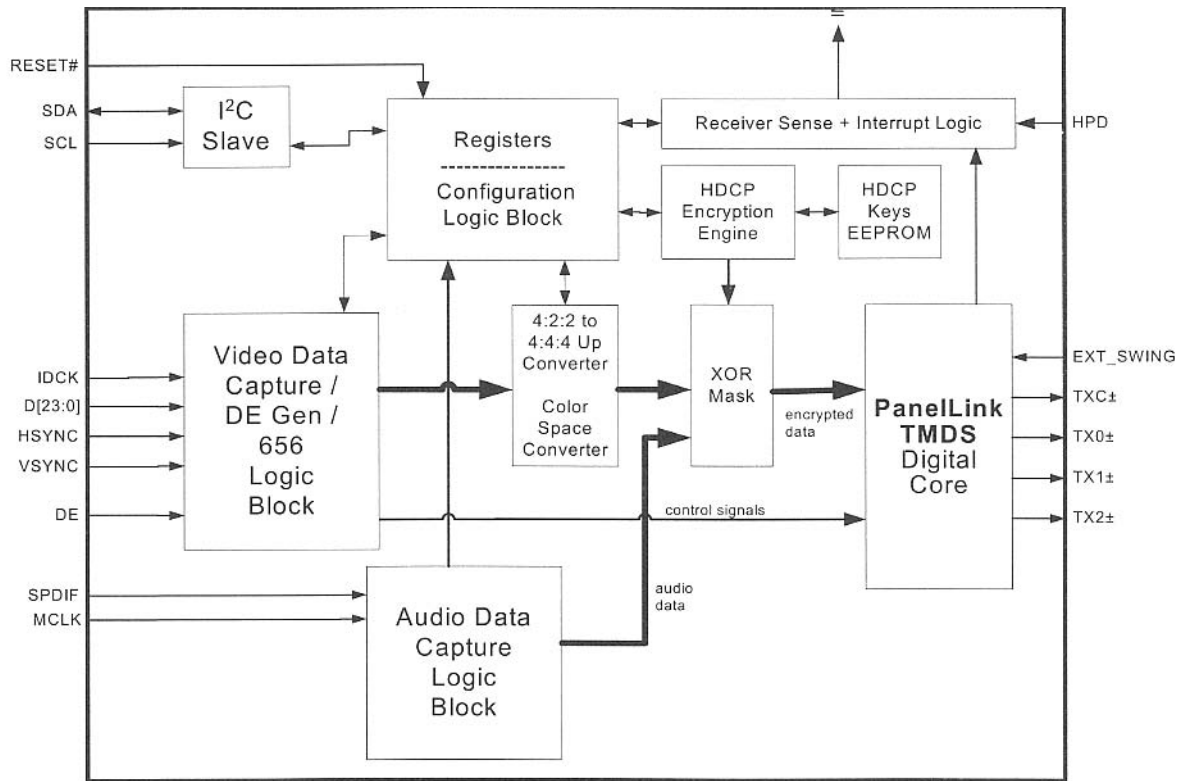 RESET#
SDA
SCL
I²C
Slave
Registers
Configuration
Logic Block
Receiver Sense + Interrupt Logic
HPD
HDCP
Encryption
Engine
HDCP
Keys
EEPROM
IDCK
D[23:0]
HSYNC
VSYNC
DE
Video Data
Capture /
DE Gen /
656
Logic
Block
4:2:2 to
4:4:4 Up
Converter
Color
Space
Converter
XOR
Mask
encrypted
data
PanelLink
TMDS
Digital
Core
EXT_SWING
TXC±
TX0±
TX1±
TX2±
control signals
SPDIF
MCLK
Audio Data
Capture
Logic
Block
audio
data